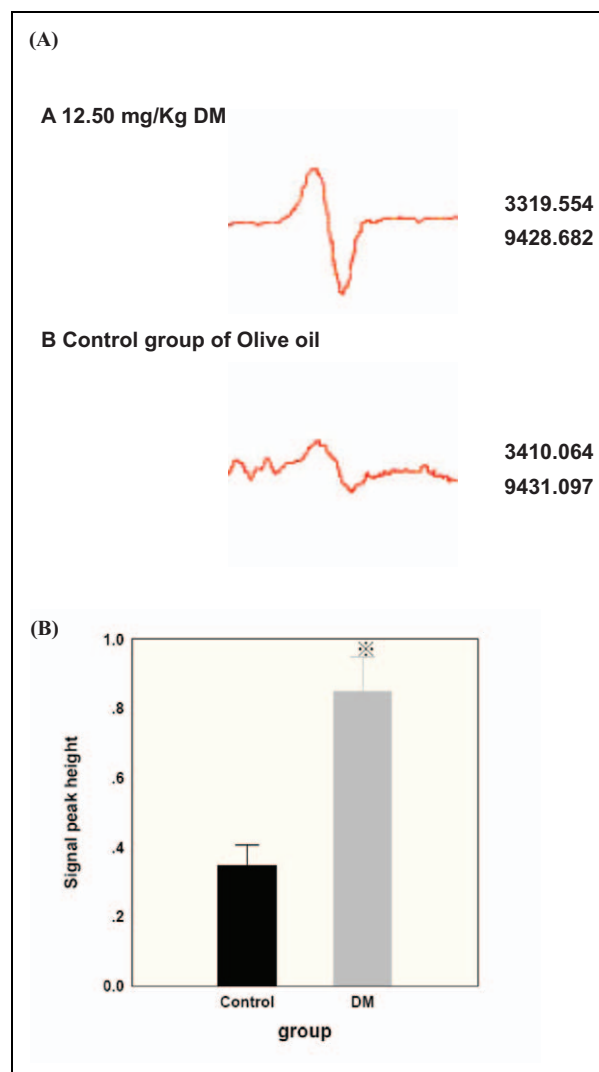 (A)
A 12.50 mg/Kg DM
3319.554
9428.682
B Control group of Olive oil
3410.064
9431.097
(B)
1.0
※
.8
.6
.4
.2
0.0
Signal peak height
Control DM
group